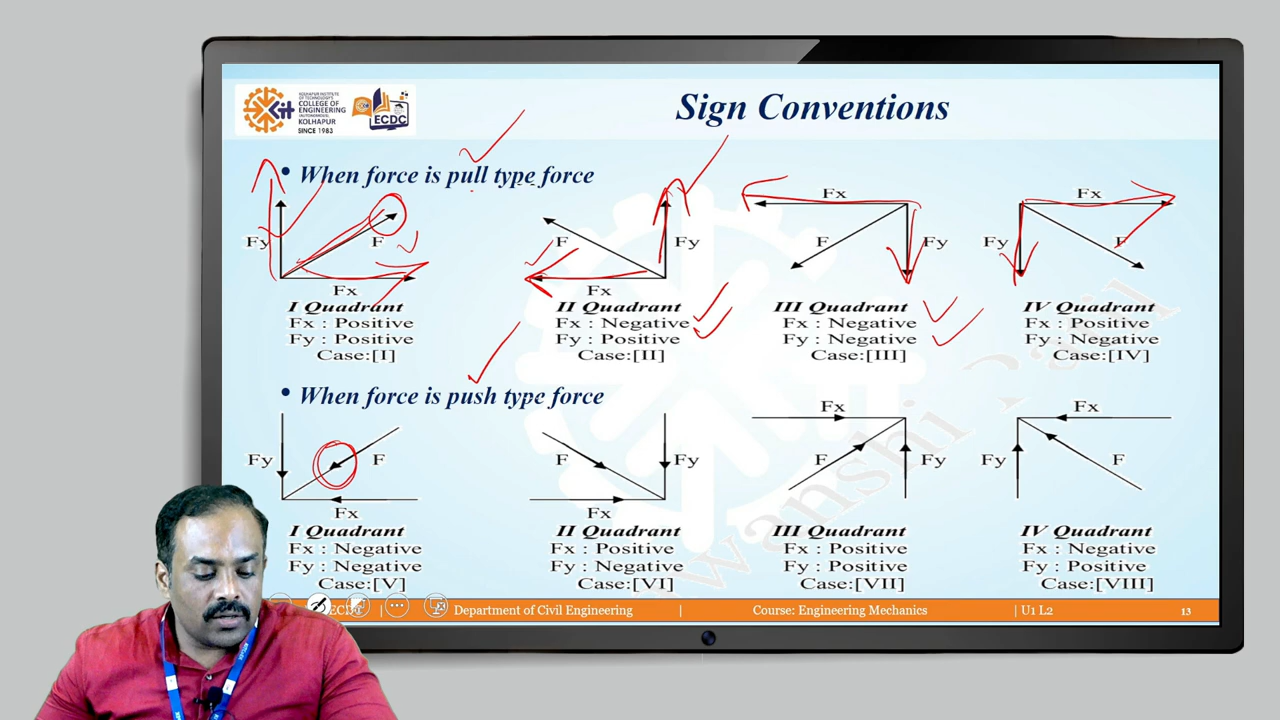 KOLHAPUR INSTITUTE
OF TECHNOLOGY'S
COLLEGE OF
ENGINEERING
(AUTONOMOUS),
KOLHAPUR
SINCE 1983
ECDC
Sign Conventions
• When force is pull type force
Fy F Fx
F Fy Fx
Fx F Fy
Fx Fy F
I Quadrant
Fx : Positive
Fy : Positive
Case:[I]
II Quadrant
Fx : Negative
Fy : Positive
Case:[II]
III Quadrant
Fx : Negative
Fy : Negative
Case:[III]
IV Quadrant
Fx : Positive
Fy : Negative
Case:[IV]
• When force is push type force
Fy F Fx
F Fy Fx
Fx F Fy
Fx Fy F
I Quadrant
Fx : Negative
Fy : Negative
Case:[V]
II Quadrant
Fx : Positive
Fy : Negative
Case:[VI]
III Quadrant
Fx : Positive
Fy : Positive
Case:[VII]
IV Quadrant
Fx : Negative
Fy : Positive
Case:[VIII]
ECDC | Department of Civil Engineering | Course: Engineering Mechanics | U1 L2 13